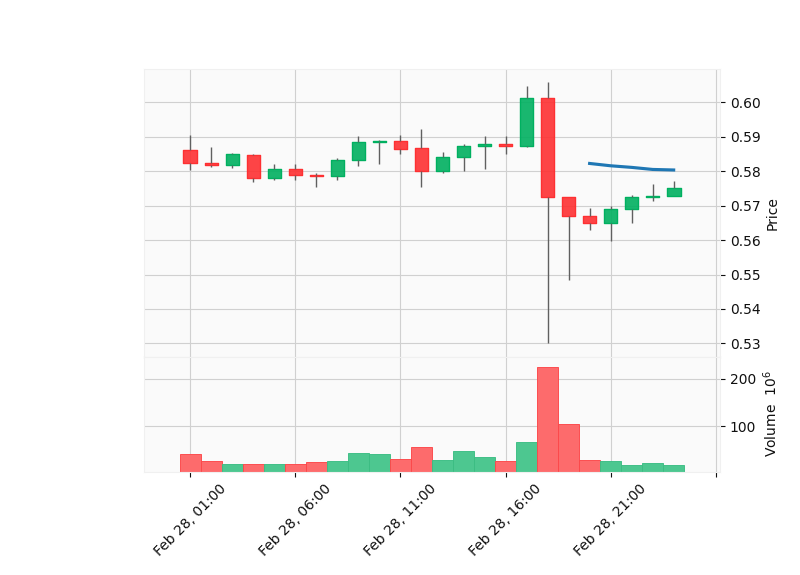 0.60
0.59
0.58
0.57
0.56
0.55
0.54
0.53
Price
200
100
Volume 10⁶
Feb 28, 01:00
Feb 28, 06:00
Feb 28, 11:00
Feb 28, 16:00
Feb 28, 21:00